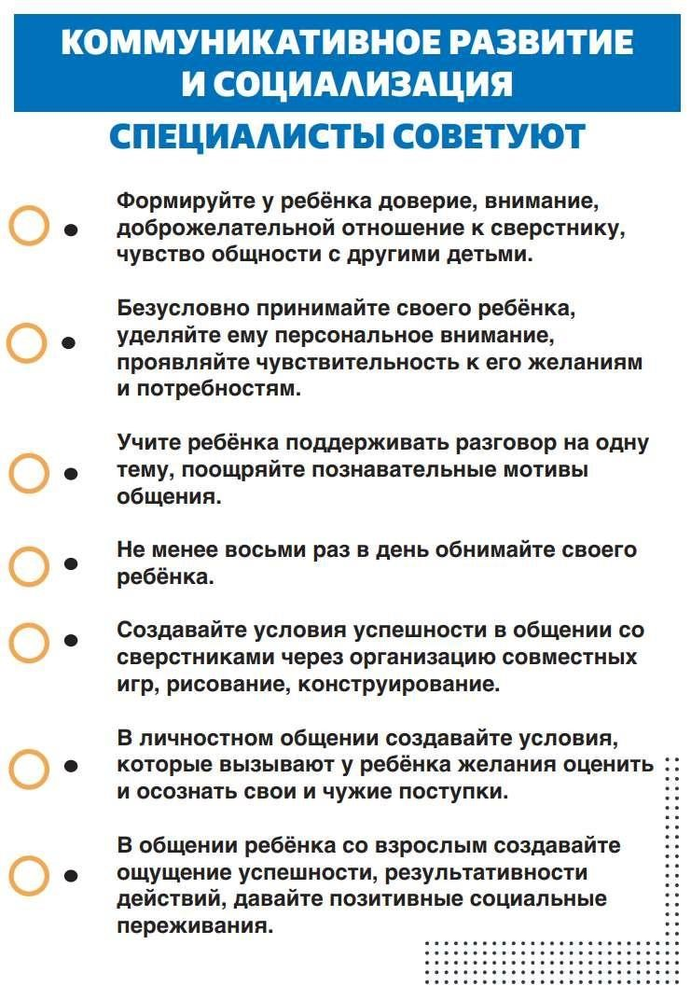 КОММУНИКАТИВНОЕ РАЗВИТИЕ
И СОЦИАЛИЗАЦИЯ
СПЕЦИАЛИСТЫ СОВЕТУЮТ
Формируйте у ребёнка доверие, внимание,
доброжелательной отношение к сверстнику,
чувство общности с другими детьми.
Безусловно принимайте своего ребёнка,
уделяйте ему персональное внимание,
проявляйте чувствительность к его желаниям
и потребностям.
Учите ребёнка поддерживать разговор на одну
тему, поощряйте познавательные мотивы
общения.
Не менее восьми раз в день обнимайте своего
ребёнка.
Создавайте условия успешности в общении со
сверстниками через организацию совместных
игр, рисование, конструирование.
В личностном общении создавайте условия,
которые вызывают у ребёнка желания оценить
и осознать свои и чужие поступки.
В общении ребёнка со взрослым создавайте
ощущение успешности, результативности
действий, давайте позитивные социальные
переживания.